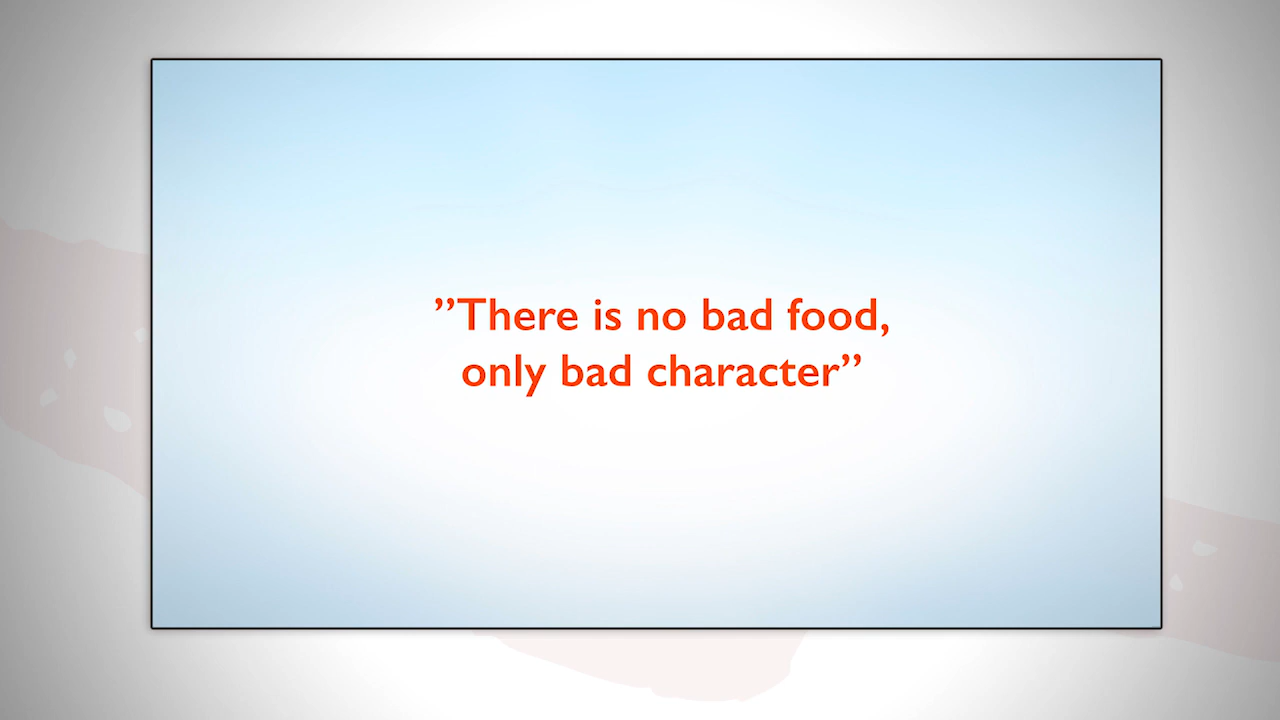 ”There is no bad food,
only bad character”